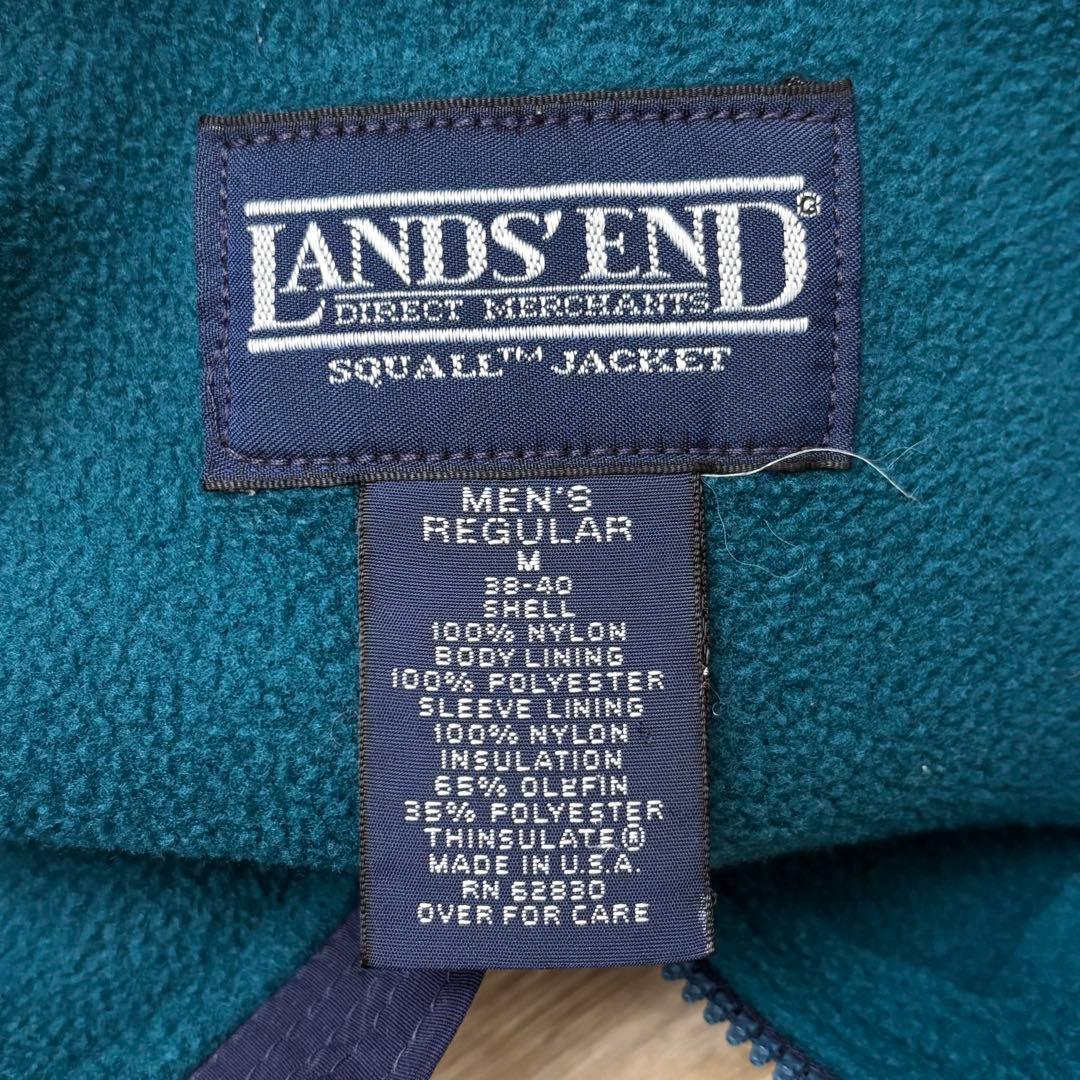 LANDS' END®
DIRECT MERCHANTS
SQUALL™ JACKET
MEN'S
REGULAR
M
38-40
SHELL
100% NYLON
BODY LINING
100% POLYESTER
SLEEVE LINING
100% NYLON
INSULATION
65% OLEFIN
35% POLYESTER
THINSULATE®
MADE IN U.S.A.
RN 62830
OVER FOR CARE